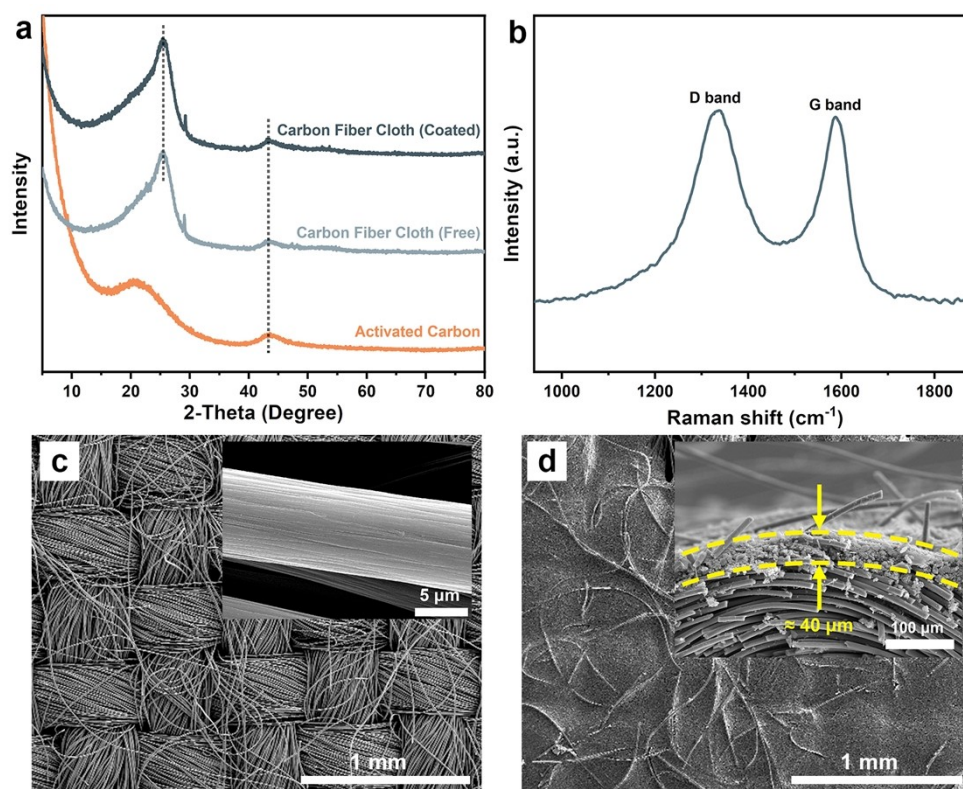 a
Intensity
Carbon Fiber Cloth (Coated)
Carbon Fiber Cloth (Free)
Activated Carbon
10 20 30 40 50 60 70 80
2-Theta (Degree)
b
Intensity (a.u.)
D band
G band
1000 1200 1400 1600 1800
Raman shift (cm⁻¹)
c
5 µm
1 mm
d
≈ 40 µm
100 µm
1 mm